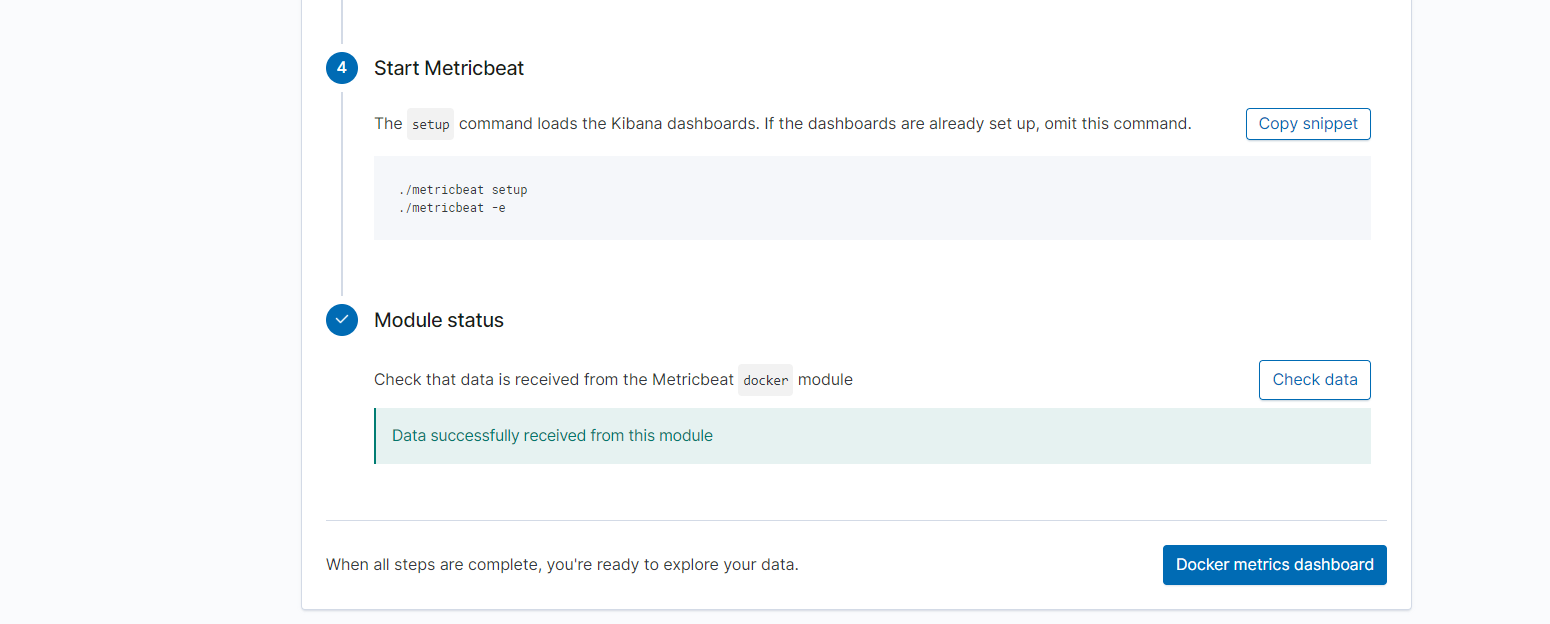 4 Start Metricbeat
The setup command loads the Kibana dashboards. If the dashboards are already set up, omit this command. Copy snippet
./metricbeat setup
./metricbeat -e
Module status
Check that data is received from the Metricbeat docker module Check data
Data successfully received from this module
When all steps are complete, you're ready to explore your data. Docker metrics dashboard